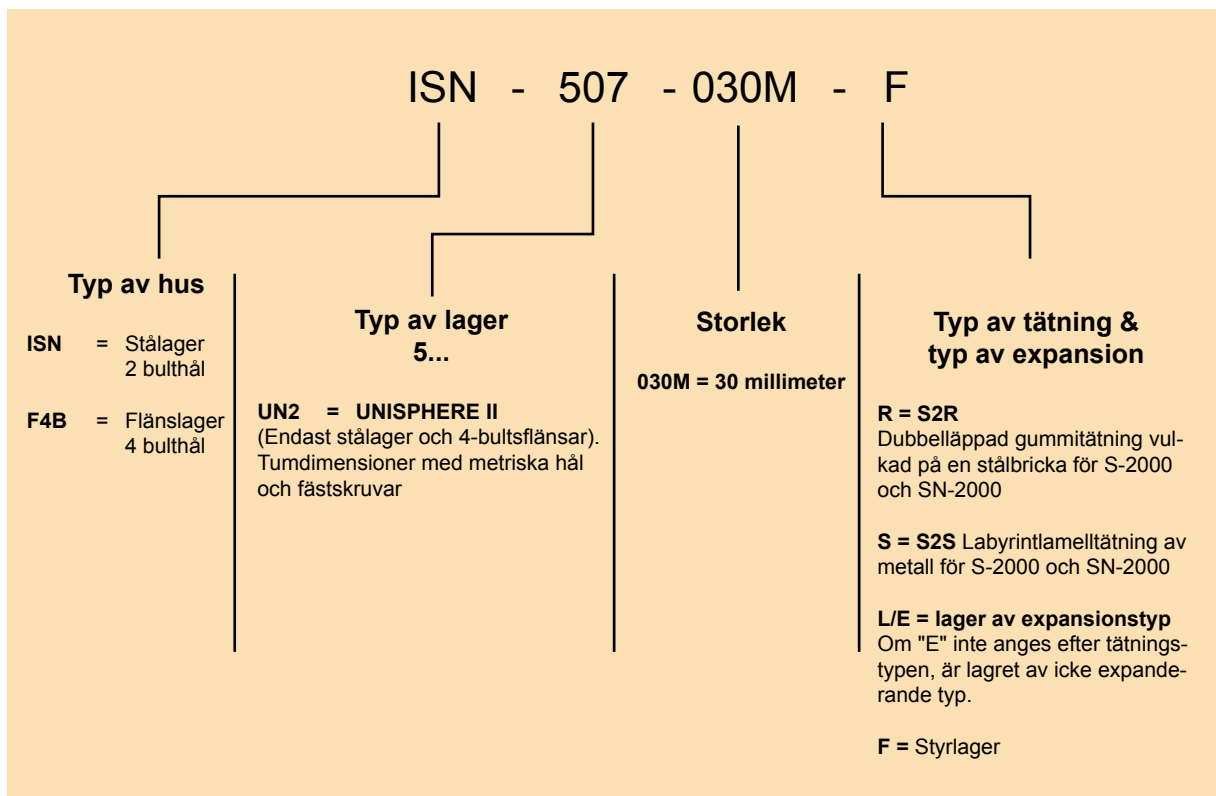 ISN - 507 - 030M - F
Typ av hus
ISN = Stålager
2 bulthål
F4B = Flänslager
4 bulthål
Typ av lager
5...
UN2 = UNISPHERE II
(Endast stålager och 4-bultsflänsar).
Tumdimensioner med metriska hål
och fästskruvar
Storlek
030M = 30 millimeter
Typ av tätning &
typ av expansion
R = S2R
Dubbelläppad gummitätning vul-
kad på en stålbricka för S-2000
och SN-2000
S = S2S Labyrintlamelltätning av
metall för S-2000 och SN-2000
L/E = lager av expansionstyp
Om "E" inte anges efter tätnings-
typen, är lagret av icke expande-
rande typ.
F = Styrlager